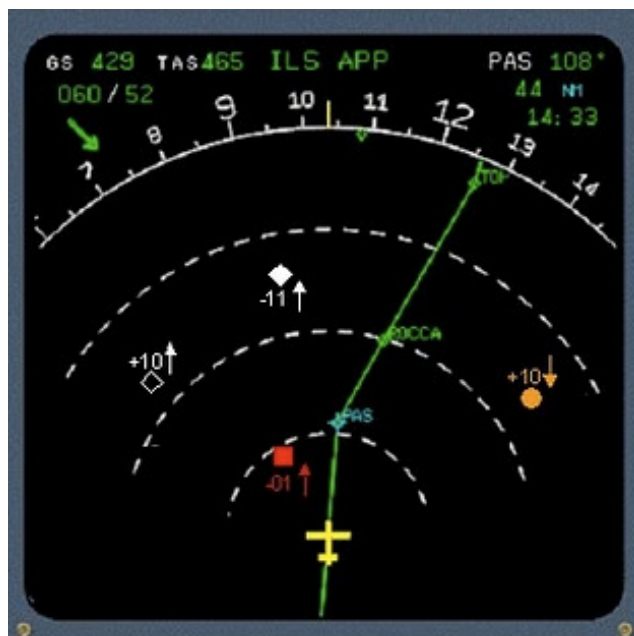 GS 429 TAS465 ILS APP PAS 108°
060 / 52 44 NM
14:33
7 8 9 10 11 12 13 14
TOP
-11
ROCCA
+10
+10
PAS
-01